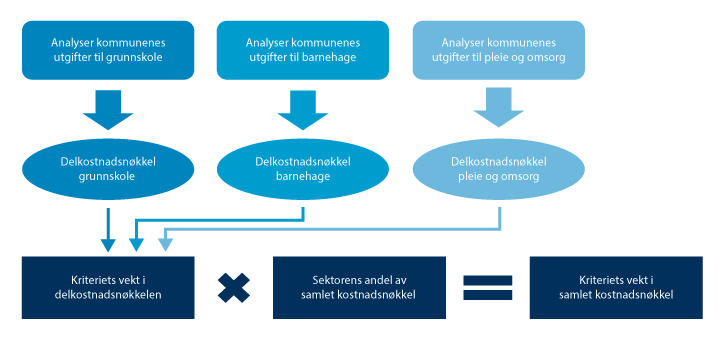 Analyser kommunenes
utgifter til grunnskole
Analyser kommunenes
utgifter til barnehage
Analyser kommunenes
utgifter til pleie og omsorg
Delkostnadsnøkkel
grunnskole
Delkostnadsnøkkel
barnehage
Delkostnadsnøkkel
pleie og omsorg
Kriteriets vekt i
delkostnadsnøkkelen
Sektorens andel av
samlet kostnadsnøkkel
Kriteriets vekt i
samlet kostnadsnøkkel